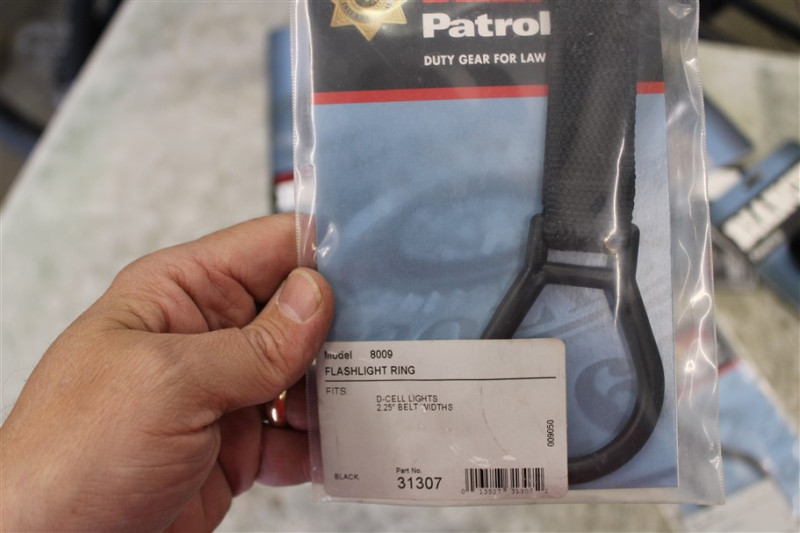 Patrol
DUTY GEAR FOR LAW
Model 8009
FLASHLIGHT RING
FITS:
D-CELL LIGHTS
2.25" BELT WIDTHS
009050
BLACK
Part No.
31307